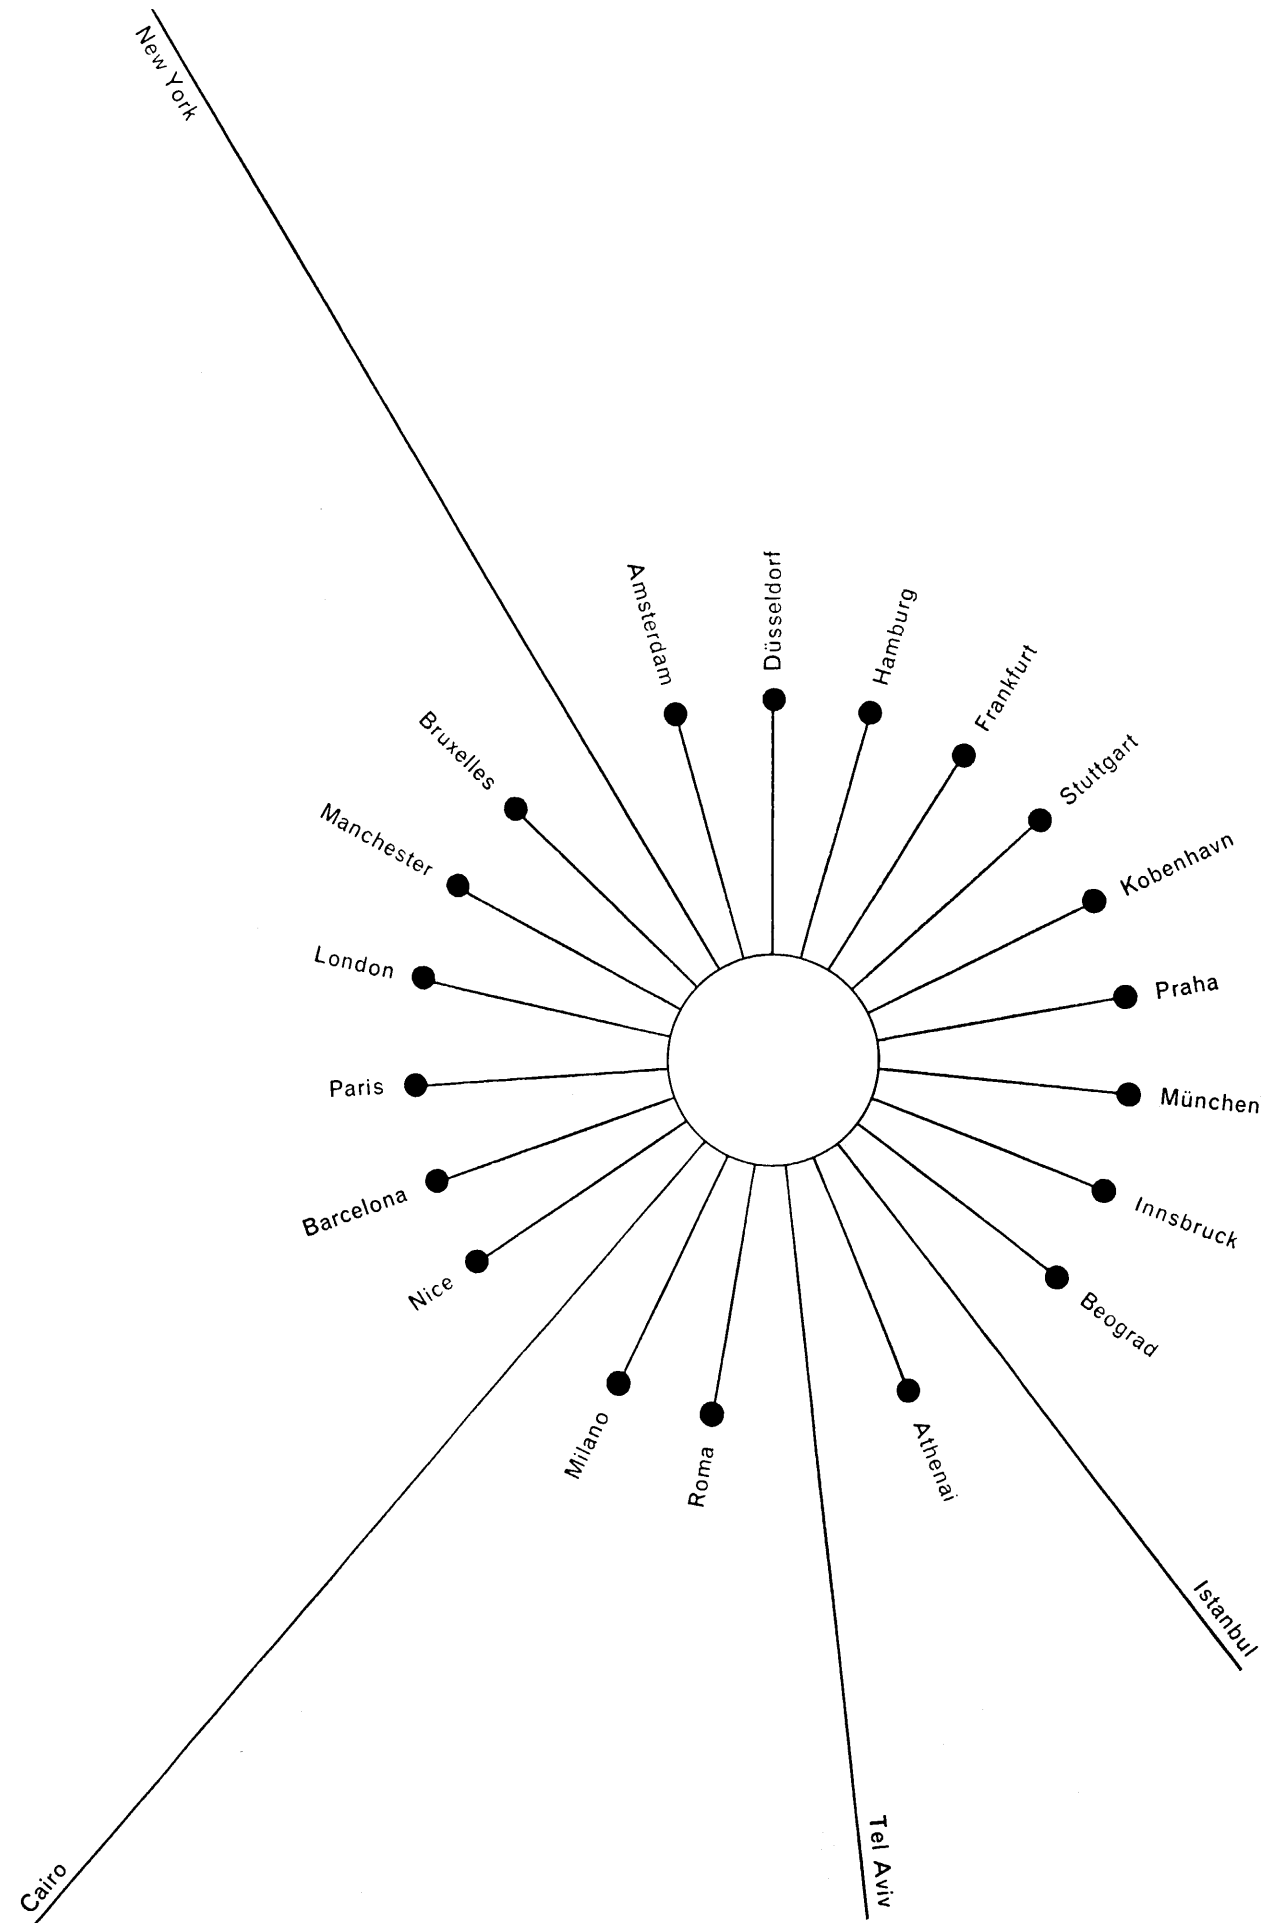 New York
Amsterdam
Düsseldorf
Hamburg
Frankfurt
Stuttgart
Kobenhavn
Praha
München
Innsbruck
Beograd
Istanbul
Athenai
Tel Aviv
Roma
Milano
Cairo
Nice
Barcelona
Paris
London
Manchester
Bruxelles